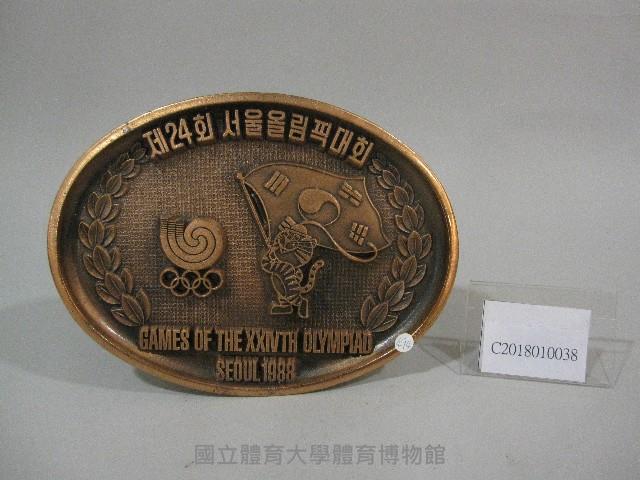 제24회 서울올림픽대회
GAMES OF THE XXIVTH OLYMPIAD
SEOUL 1988
C2018010038
國立體育大學體育博物館